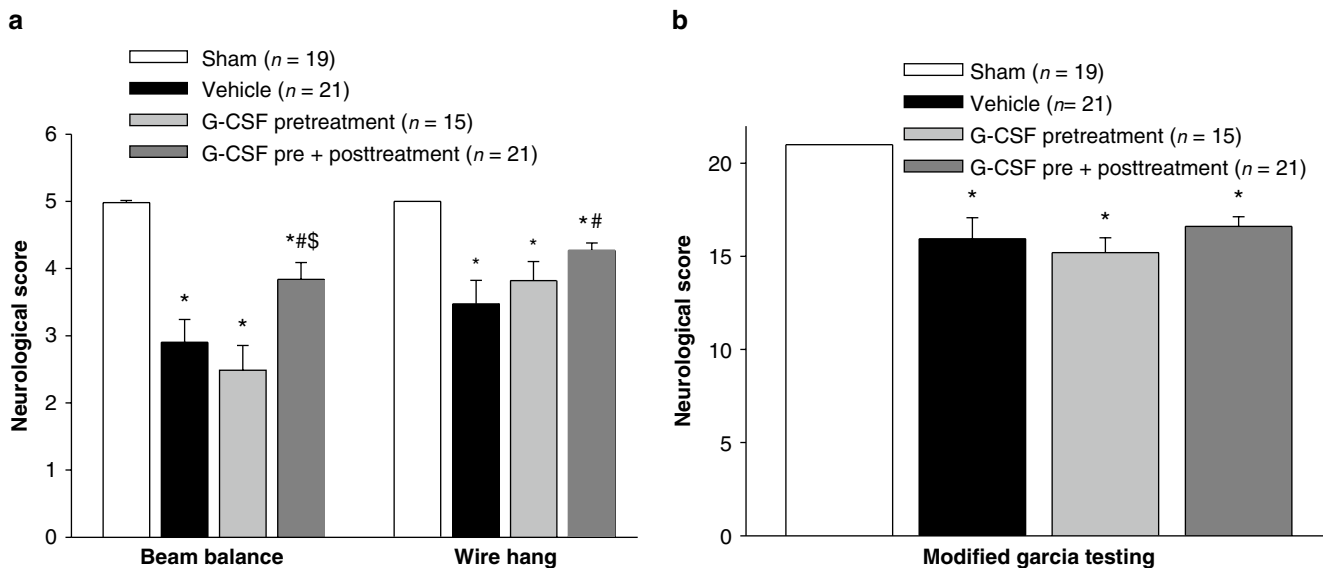 a
Sham (n = 19)
Vehicle (n = 21)
G-CSF pretreatment (n = 15)
G-CSF pre + posttreatment (n = 21)
Neurological score
6
5
4
3
2
1
0
*
*
*#$
*
*
*#
Beam balance
Wire hang
b
Sham (n = 19)
Vehicle (n= 21)
G-CSF pretreatment (n = 15)
G-CSF pre + posttreatment (n = 21)
Neurological score
20
15
10
5
0
*
*
*
Modified garcia testing